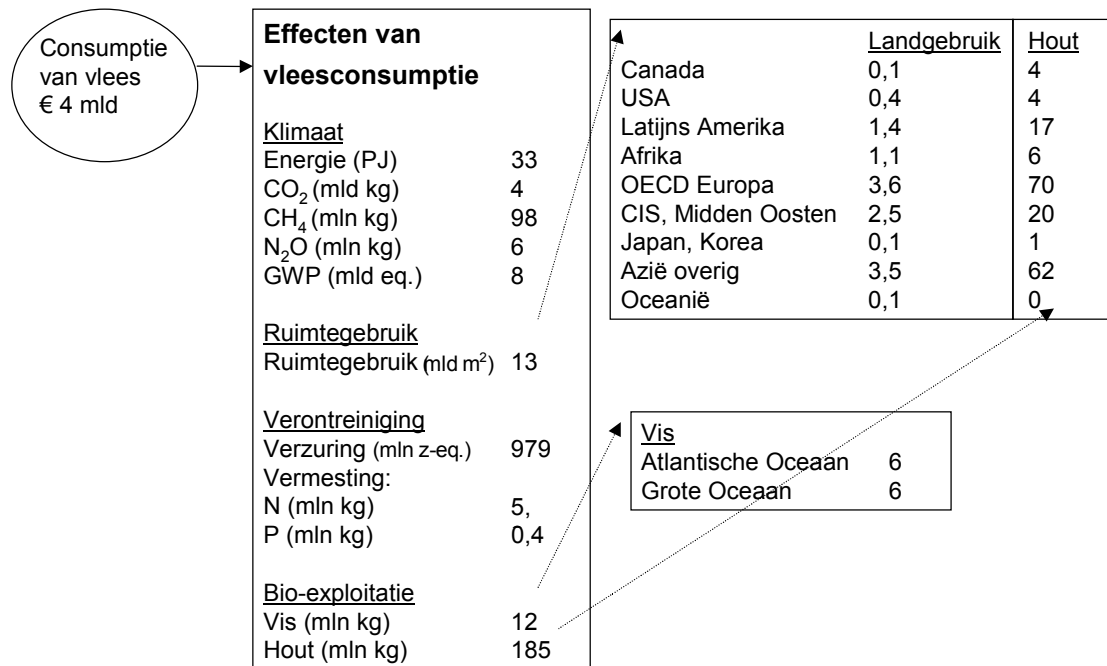 Consumptie
van vlees
€ 4 mld
Effecten van
vleesconsumptie
Klimaat
Energie (PJ) 33
CO2 (mld kg) 4
CH4 (mln kg) 98
N2O (mln kg) 6
GWP (mld eq.) 8
Ruimtegebruik
Ruimtegebruik (mld m2) 13
Verontreiniging
Verzuring (mln z-eq.) 979
Vermesting:
N (mln kg) 5,
P (mln kg) 0,4
Bio-exploitatie
Vis (mln kg) 12
Hout (mln kg) 185
Landgebruik Hout
Canada 0,1 4
USA 0,4 4
Latijns Amerika 1,4 17
Afrika 1,1 6
OECD Europa 3,6 70
CIS, Midden Oosten 2,5 20
Japan, Korea 0,1 1
Azië overig 3,5 62
Oceanië 0,1 0
Vis
Atlantische Oceaan 6
Grote Oceaan 6